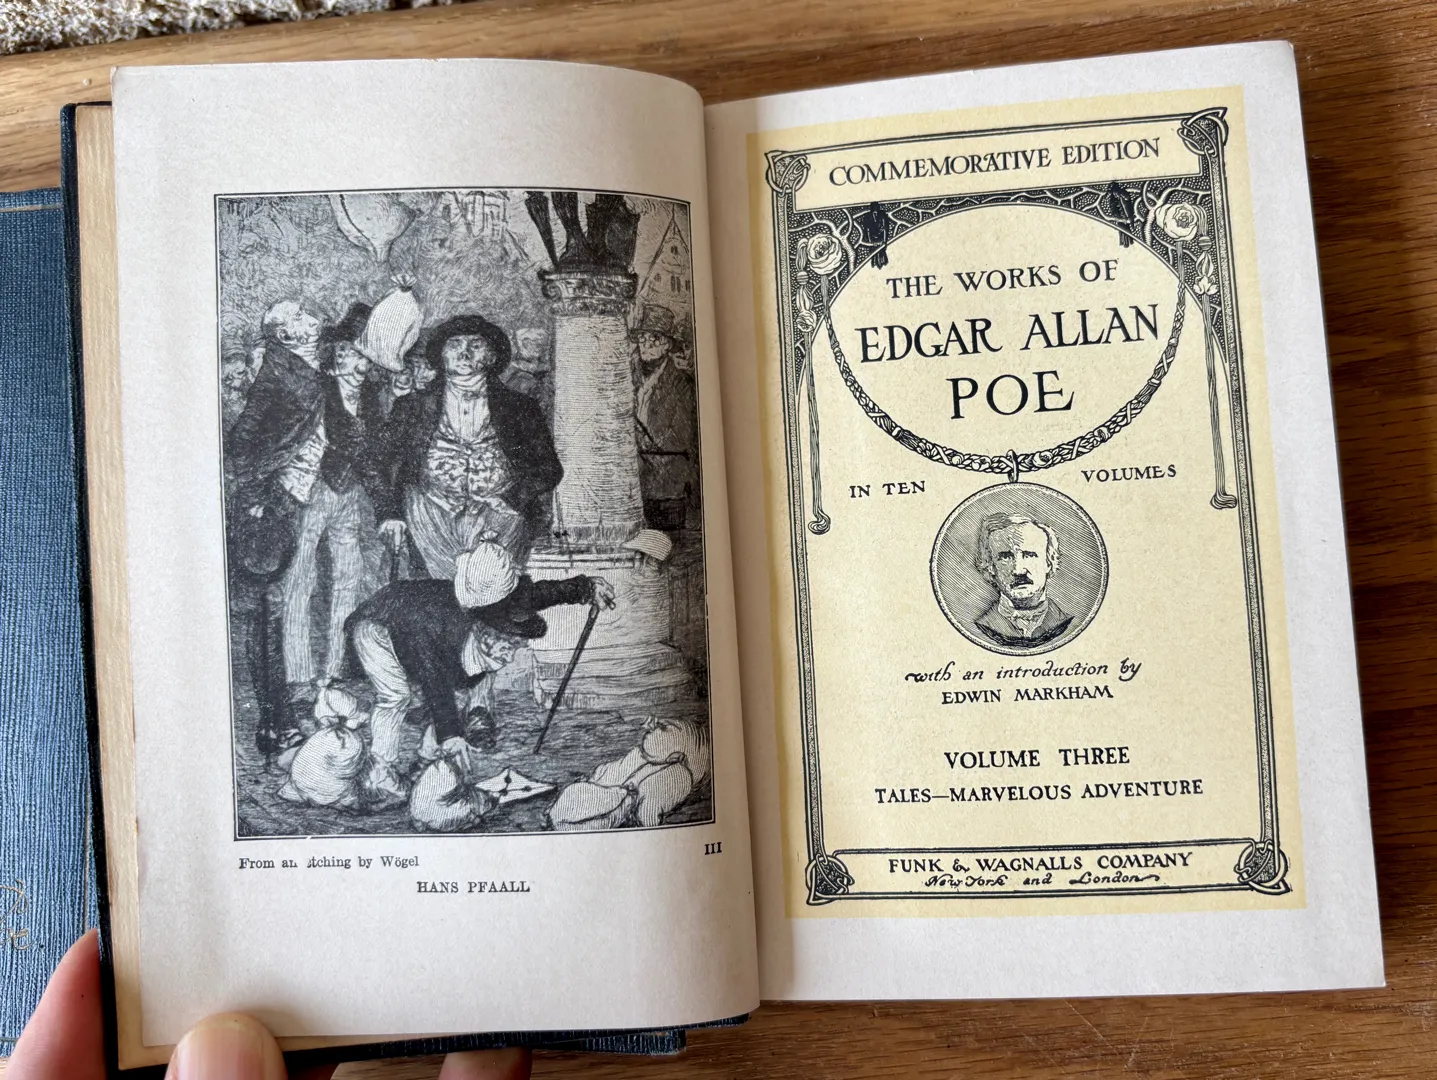 From an etching by Wögel
III
HANS PFAALL
COMMEMORATIVE EDITION
THE WORKS OF
EDGAR ALLAN
POE
IN TEN VOLUMES
with an introduction by
EDWIN MARKHAM
VOLUME THREE
TALES—MARVELOUS ADVENTURE
FUNK & WAGNALLS COMPANY
New York and London